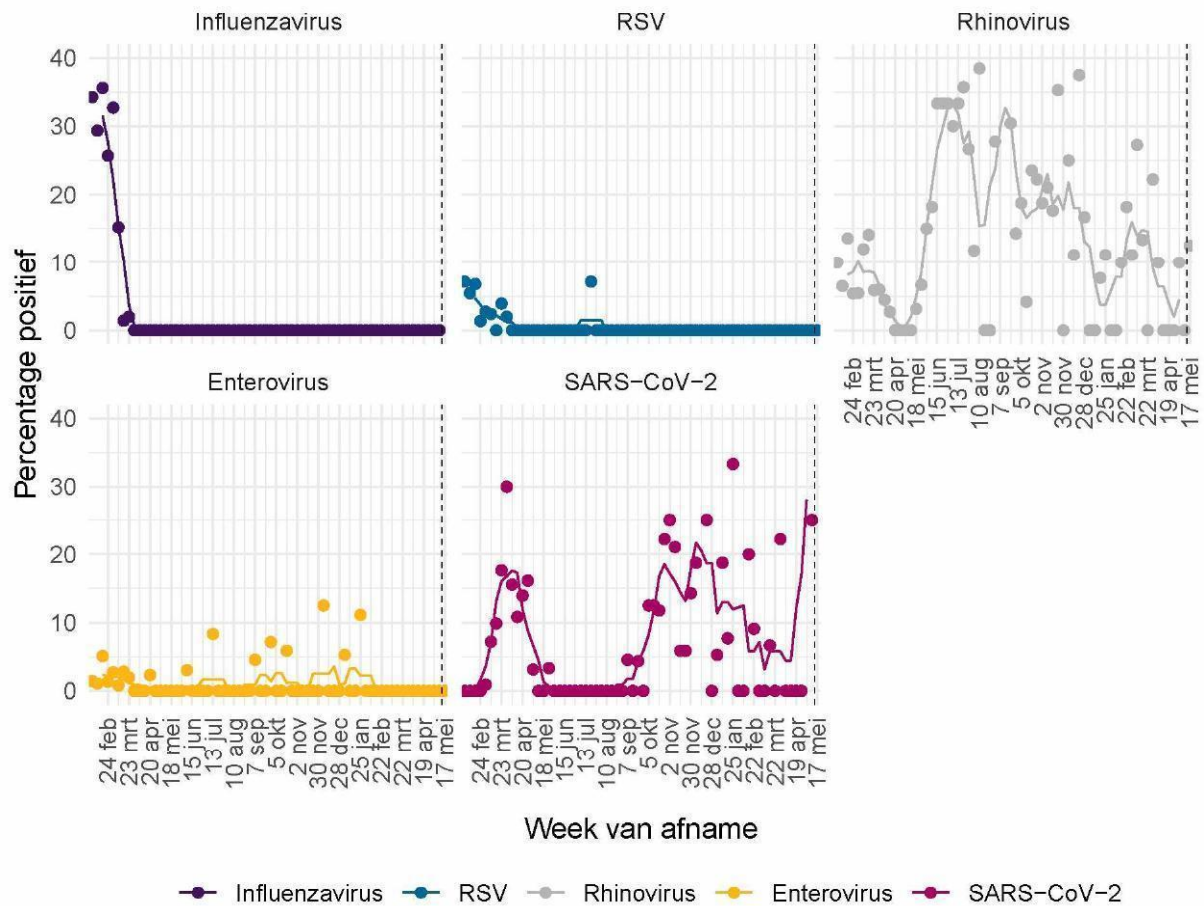 Influenzavirus
RSV
Rhinovirus
40
30
20
10
0
24 feb
23 mrt
20 apr
18 mei
15 jun
13 jul
10 aug
7 sep
5 okt
2 nov
30 nov
28 dec
25 jan
22 feb
22 mrt
19 apr
17 mei
Percentage positief
Enterovirus
SARS-CoV-2
40
30
20
10
0
24 feb
23 mrt
20 apr
18 mei
15 jun
13 jul
10 aug
7 sep
5 okt
2 nov
30 nov
28 dec
25 jan
22 feb
22 mrt
19 apr
17 mei
24 feb
23 mrt
20 apr
18 mei
15 jun
13 jul
10 aug
7 sep
5 okt
2 nov
30 nov
28 dec
25 jan
22 feb
22 mrt
19 apr
17 mei
Week van afname
Influenzavirus RSV Rhinovirus Enterovirus SARS-CoV-2